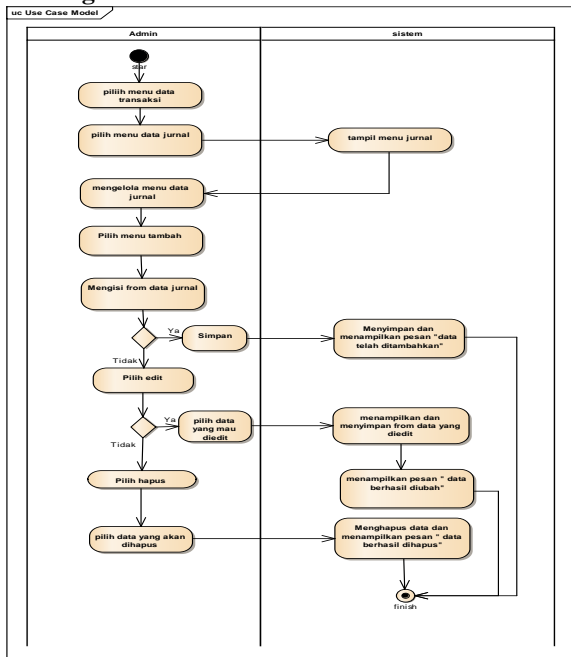 uc Use Case Model
Admin
sistem
star
piliih menu data
transaksi
pilih menu data jurnal
tampil menu jurnal
mengelola menu data
jurnal
Pilih menu tambah
Mengisi from data jurnal
Ya
Simpan
Menyimpan dan
menampilkan pesan "data
telah ditambahkan"
Tidak
Pilih edit
Ya
pilih data
yang mau
diedit
menampilkan dan
menyimpan from data yang
diedit
Tidak
Pilih hapus
menampilkan pesan " data
berhasil diubah"
pilih data yang akan
dihapus
Menghapus data dan
menampilkan pesan " data
berhasil dihapus"
finish